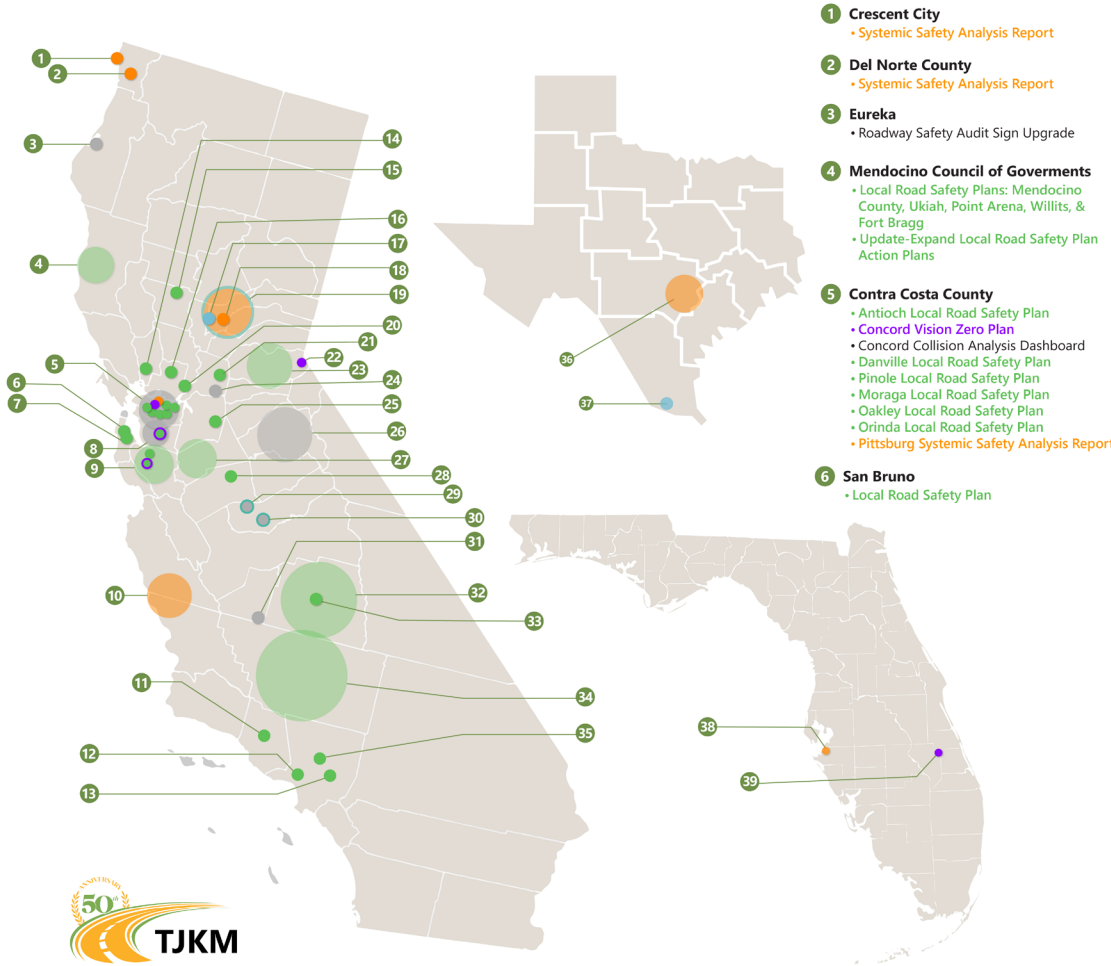 1 Crescent City
• Systemic Safety Analysis Report
2 Del Norte County
• Systemic Safety Analysis Report
3 Eureka
• Roadway Safety Audit Sign Upgrade
4 Mendocino Council of Goverments
• Local Road Safety Plans: Mendocino
County, Ukiah, Point Arena, Willits, &
Fort Bragg
• Update-Expand Local Road Safety Plan
Action Plans
5 Contra Costa County
• Antioch Local Road Safety Plan
• Concord Vision Zero Plan
• Concord Collision Analysis Dashboard
• Danville Local Road Safety Plan
• Pinole Local Road Safety Plan
• Moraga Local Road Safety Plan
• Oakley Local Road Safety Plan
• Orinda Local Road Safety Plan
• Pittsburg Systemic Safety Analysis Report
6 San Bruno
• Local Road Safety Plan
1
2
3
4
5
6
7
8
9
10
11
12
13
14
15
16
17
18
19
20
21
22
23
24
25
26
27
28
29
30
31
32
33
34
35
36
37
38
39
ANNIVERSARY
50th
TJKM